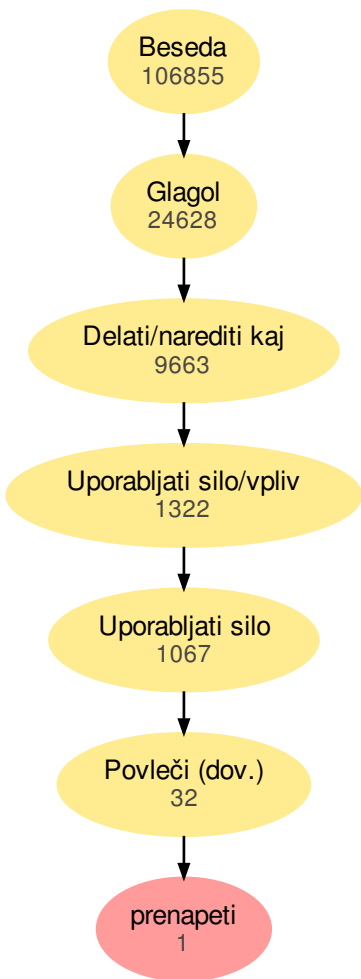 Beseda
106855
Glagol
24628
Delati/narediti kaj
9663
Uporabljati silo/vpliv
1322
Uporabljati silo
1067
Povleči (dov.)
32
prenapeti
1